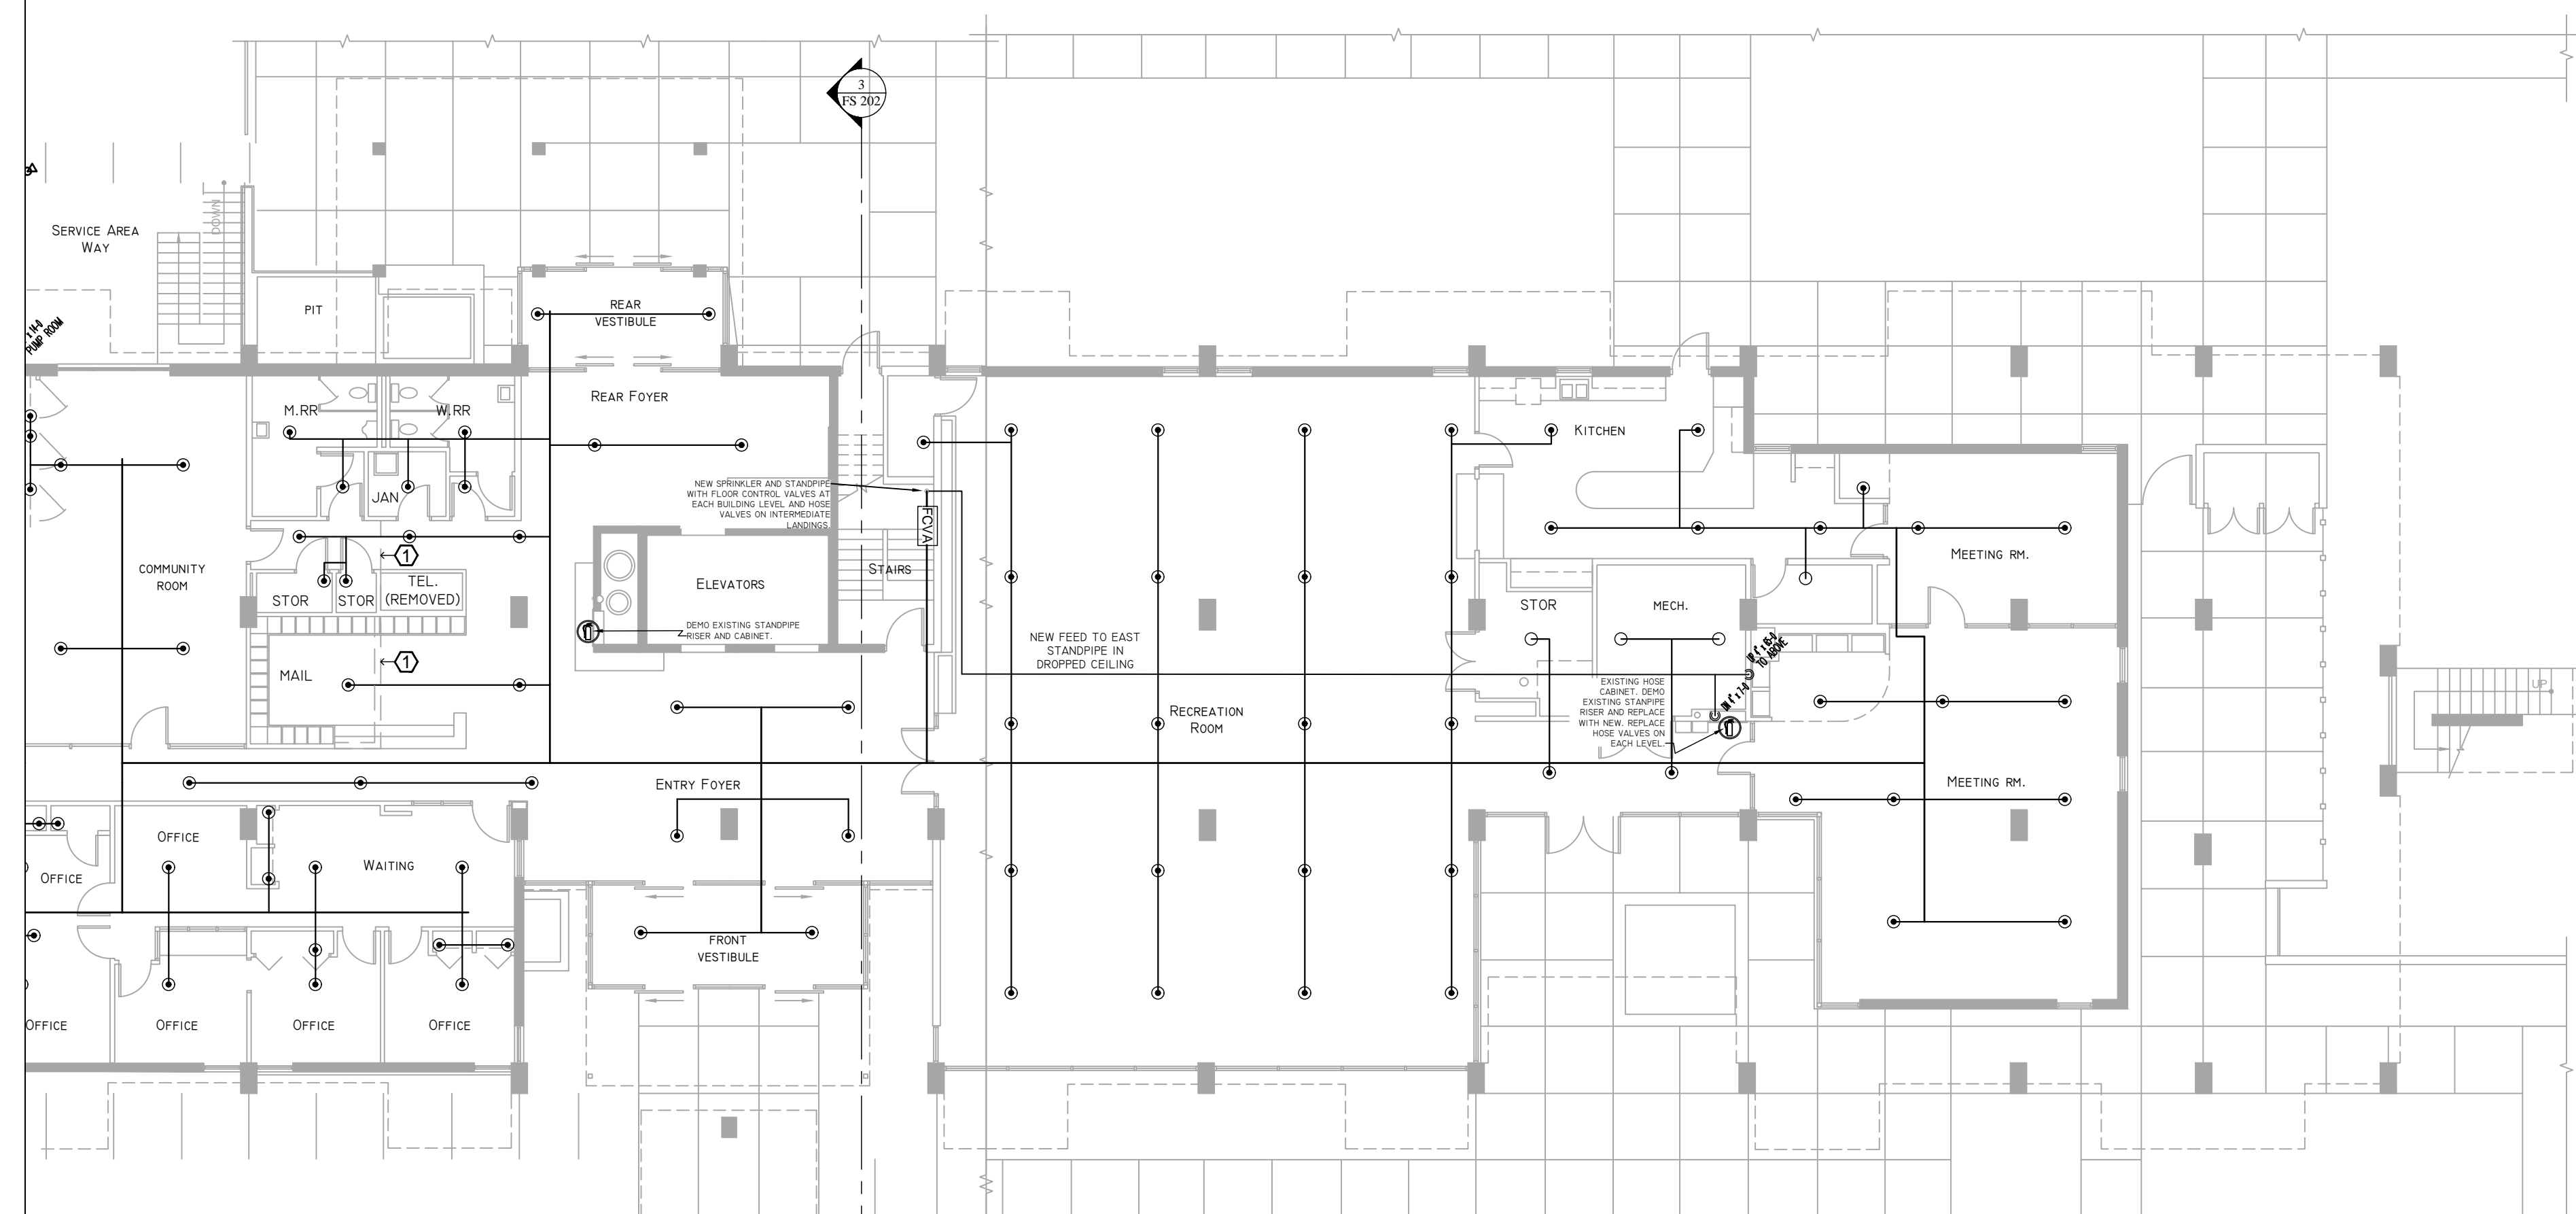 3
FS 202
SERVICE AREA
WAY
DOWN
PUMP ROOM
PIT
REAR
VESTIBULE
REAR FOYER
M.RR
W.RR
JAN
NEW SPRINKLER AND STANDPIPE
WITH FLOOR CONTROL VALVES AT
EACH BUILDING LEVEL AND HOSE
VALVES ON INTERMEDIATE
LANDINGS.
FCVA
KITCHEN
MEETING RM.
COMMUNITY
ROOM
1
STOR
STOR
TEL.
(REMOVED)
ELEVATORS
STAIRS
STOR
MECH.
DEMO EXISTING STANDPIPE
RISER AND CABINET.
NEW FEED TO EAST
STANDPIPE IN
DROPPED CEILING
TO ABOVE
1
MAIL
EXISTING HOSE
CABINET. DEMO
EXISTING STANPIPE
RISER AND REPLACE
WITH NEW. REPLACE
HOSE VALVES ON
EACH LEVEL.
UP
RECREATION
ROOM
ENTRY FOYER
MEETING RM.
OFFICE
WAITING
OFFICE
FRONT
VESTIBULE
OFFICE
OFFICE
OFFICE
OFFICE